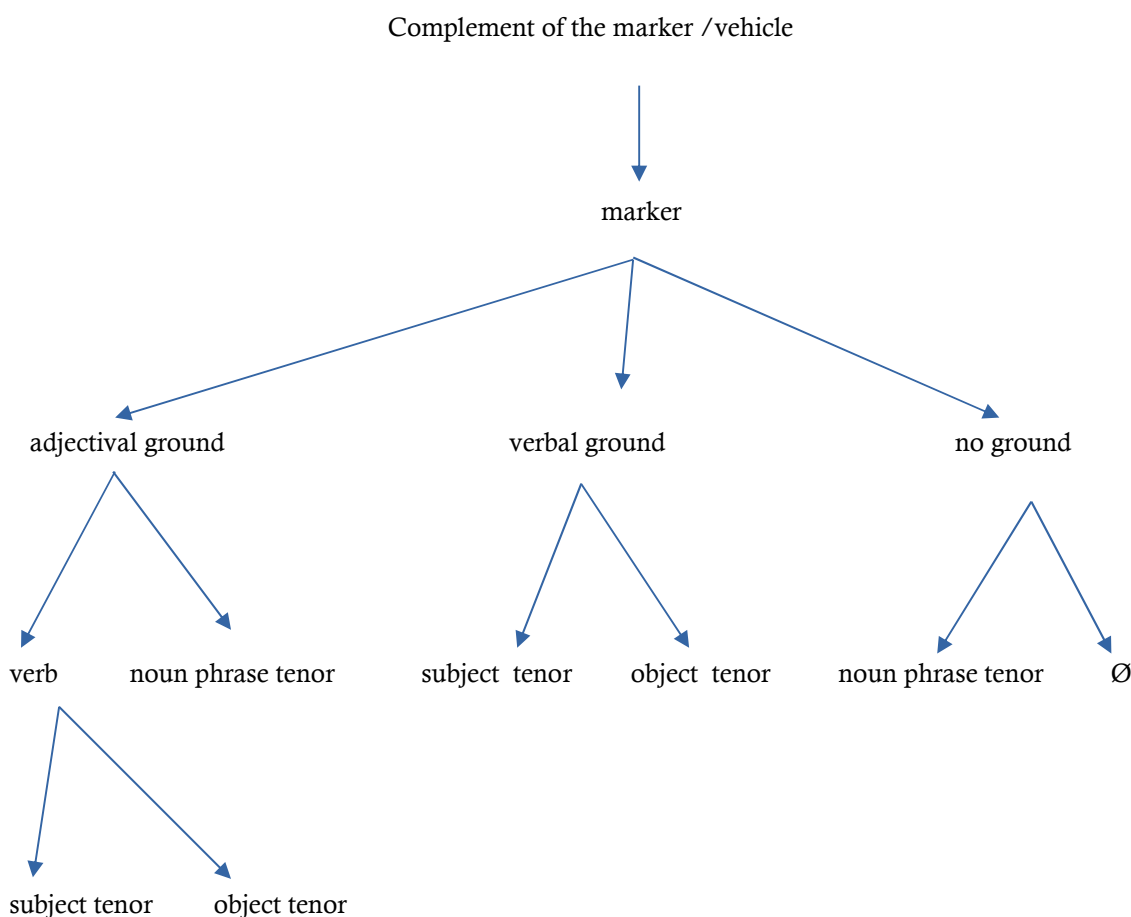 Complement of the marker /vehicle
marker
adjectival ground verbal ground no ground
verb noun phrase tenor subject tenor object tenor noun phrase tenor Ø
subject tenor object tenor